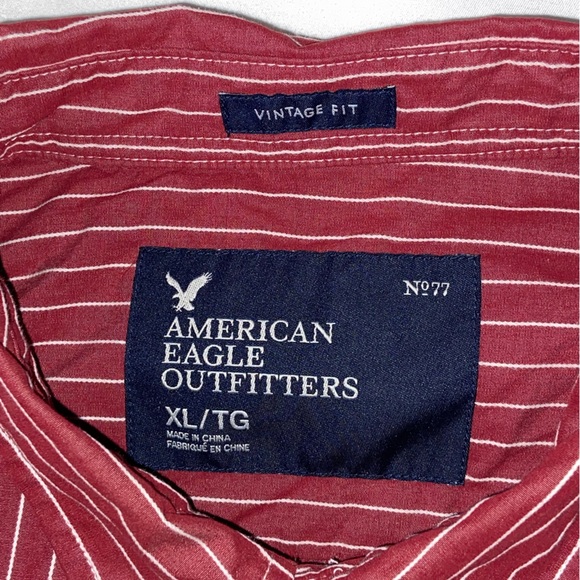 VINTAGE FIT
Nº77
AMERICAN
EAGLE
OUTFITTERS
XL/TG
MADE IN CHINA
FABRIQUÉ EN CHINE